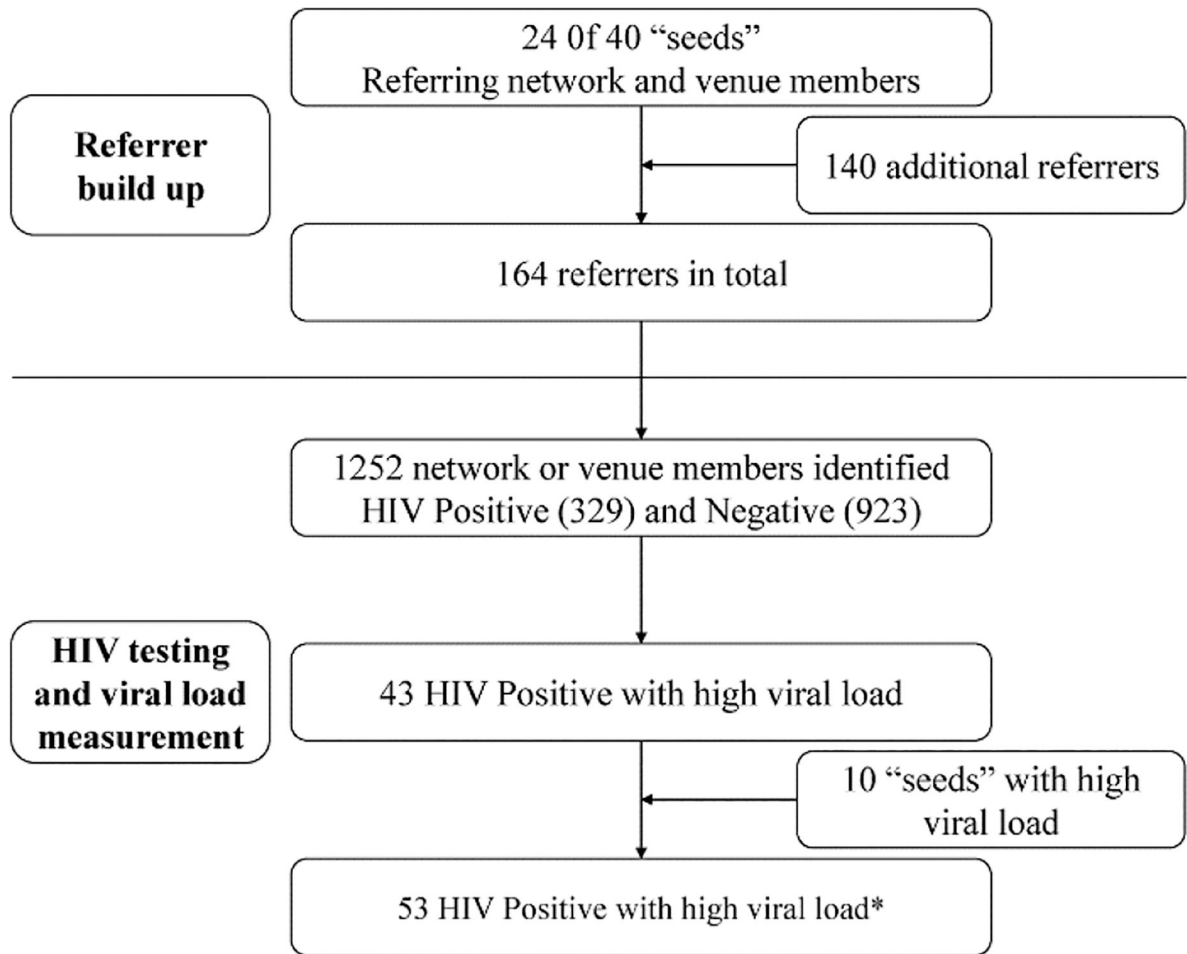 24 0f 40 “seeds”
Referring network and venue members
Referrer
build up
140 additional referrers
164 referrers in total
1252 network or venue members identified
HIV Positive (329) and Negative (923)
HIV testing
and viral load
measurement
43 HIV Positive with high viral load
10 “seeds” with high
viral load
53 HIV Positive with high viral load*